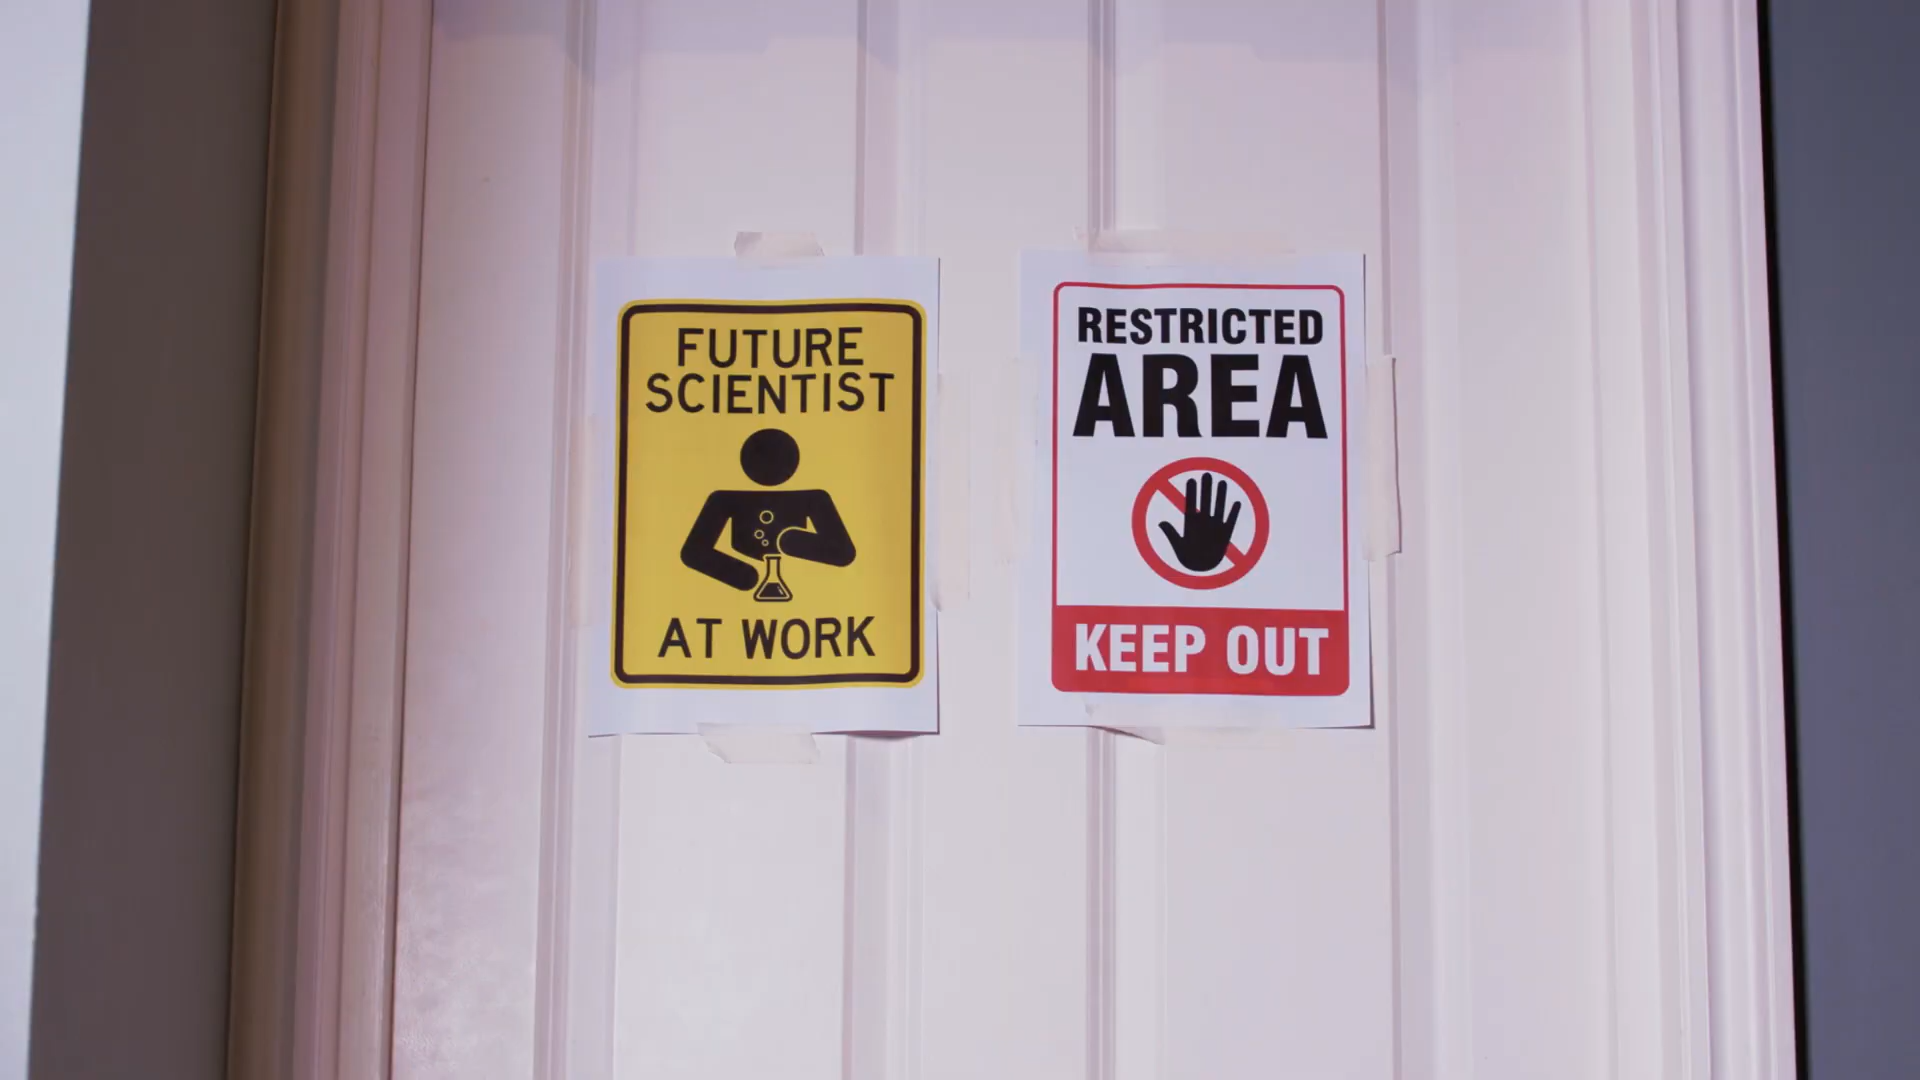 FUTURE
SCIENTIST
AT WORK
RESTRICTED
AREA
KEEP OUT